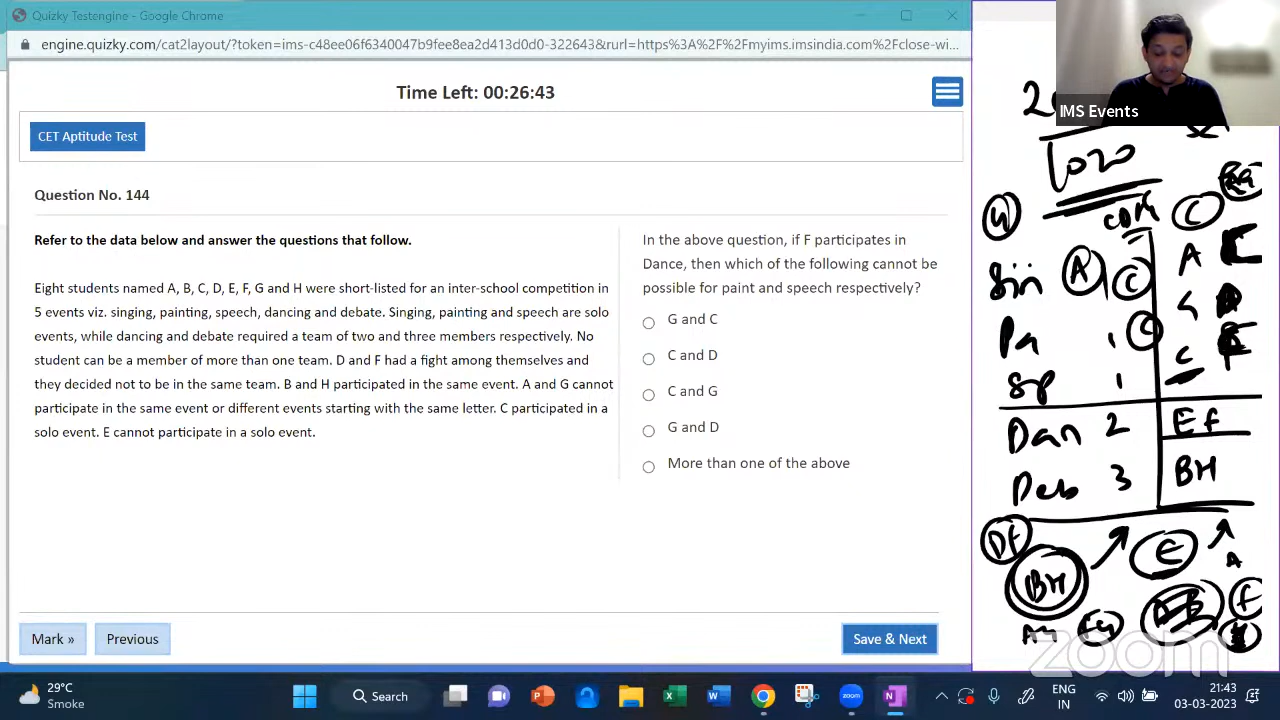 Quizky Testengine - Google Chrome
engine.quizky.com/cat2layout/?token=ims-c48ee06f6340047b9fee8ea2d413d0d0-322643&rurl=https%3A%2F%2Fmyims.imsindia.com%2Fclose-wi...
Time Left: 00:26:43
CET Aptitude Test
Question No. 144
Refer to the data below and answer the questions that follow.
Eight students named A, B, C, D, E, F, G and H were short-listed for an inter-school competition in
5 events viz. singing, painting, speech, dancing and debate. Singing, painting and speech are solo
events, while dancing and debate required a team of two and three members respectively. No
student can be a member of more than one team. D and F had a fight among themselves and
they decided not to be in the same team. B and H participated in the same event. A and G cannot
participate in the same event or different events starting with the same letter. C participated in a
solo event. E cannot participate in a solo event.
In the above question, if F participates in
Dance, then which of the following cannot be
possible for paint and speech respectively?
G and C
C and D
C and G
G and D
More than one of the above
Mark »
Previous
Save & Next
IMS Events
1020
Sin A C A
Pa 1 C
Sp 1 C
Dan 2 EF
Deb 3 BH
DF
BH
E
A
F
zoom
29°C
Smoke
Search
ENG
IN
21:43
03-03-2023